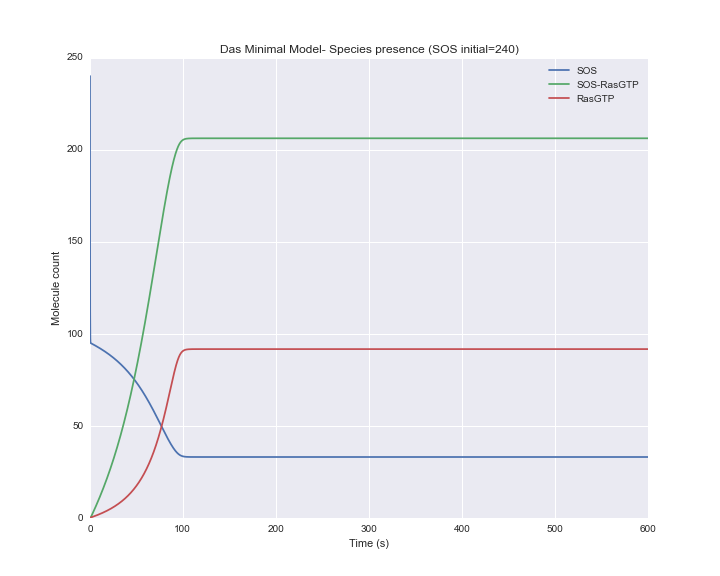 Das Minimal Model- Species presence (SOS initial=240)
250
200
150
100
50
0
Molecule count
SOS
SOS-RasGTP
RasGTP
0 100 200 300 400 500 600
Time (s)